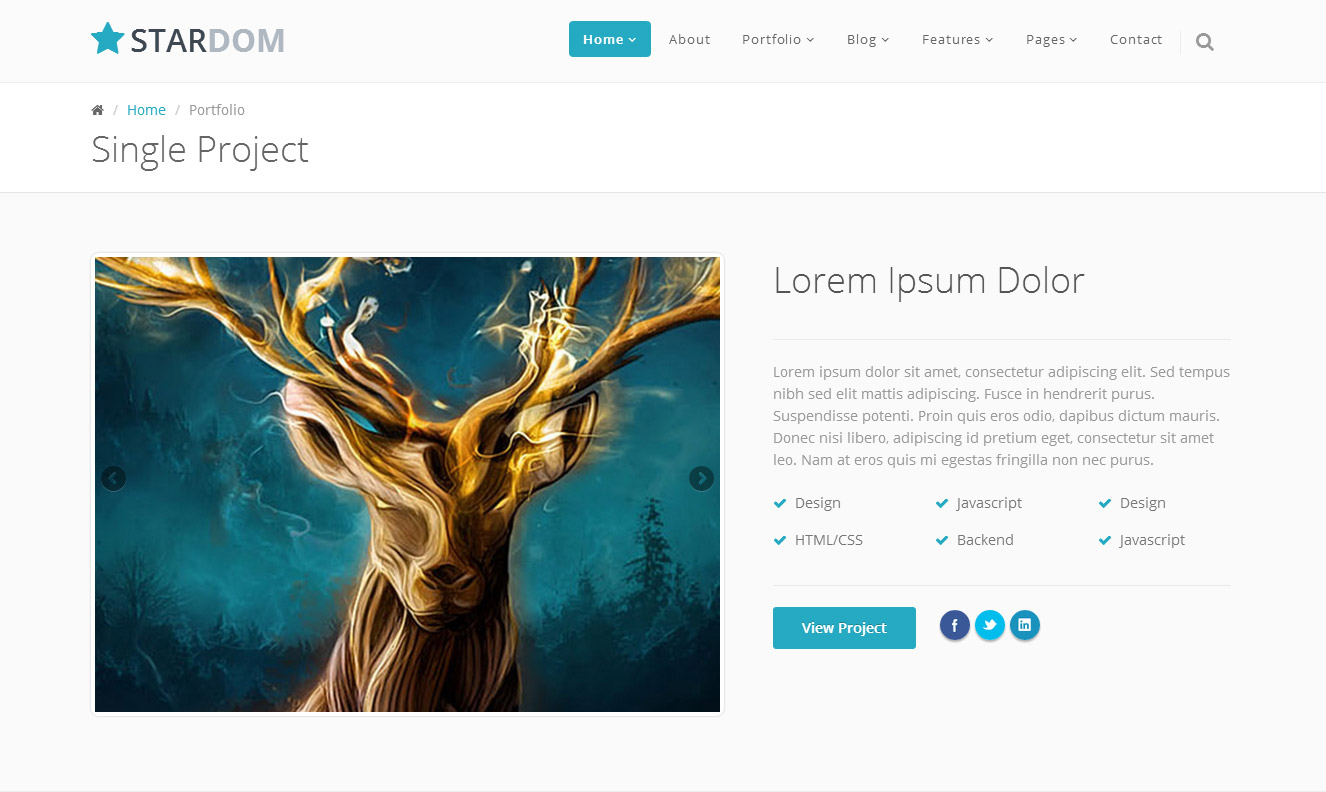 STARDOM
Home About Portfolio Blog Features Pages Contact
/ Home / Portfolio
Single Project
Lorem Ipsum Dolor
Lorem ipsum dolor sit amet, consectetur adipiscing elit. Sed tempus
nibh sed elit mattis adipiscing. Fusce in hendrerit purus.
Suspendisse potenti. Proin quis eros odio, dapibus dictum mauris.
Donec nisi libero, adipiscing id pretium eget, consectetur sit amet
leo. Nam at eros quis mi egestas fringilla non nec purus.
Design Javascript Design
HTML/CSS Backend Javascript
View Project